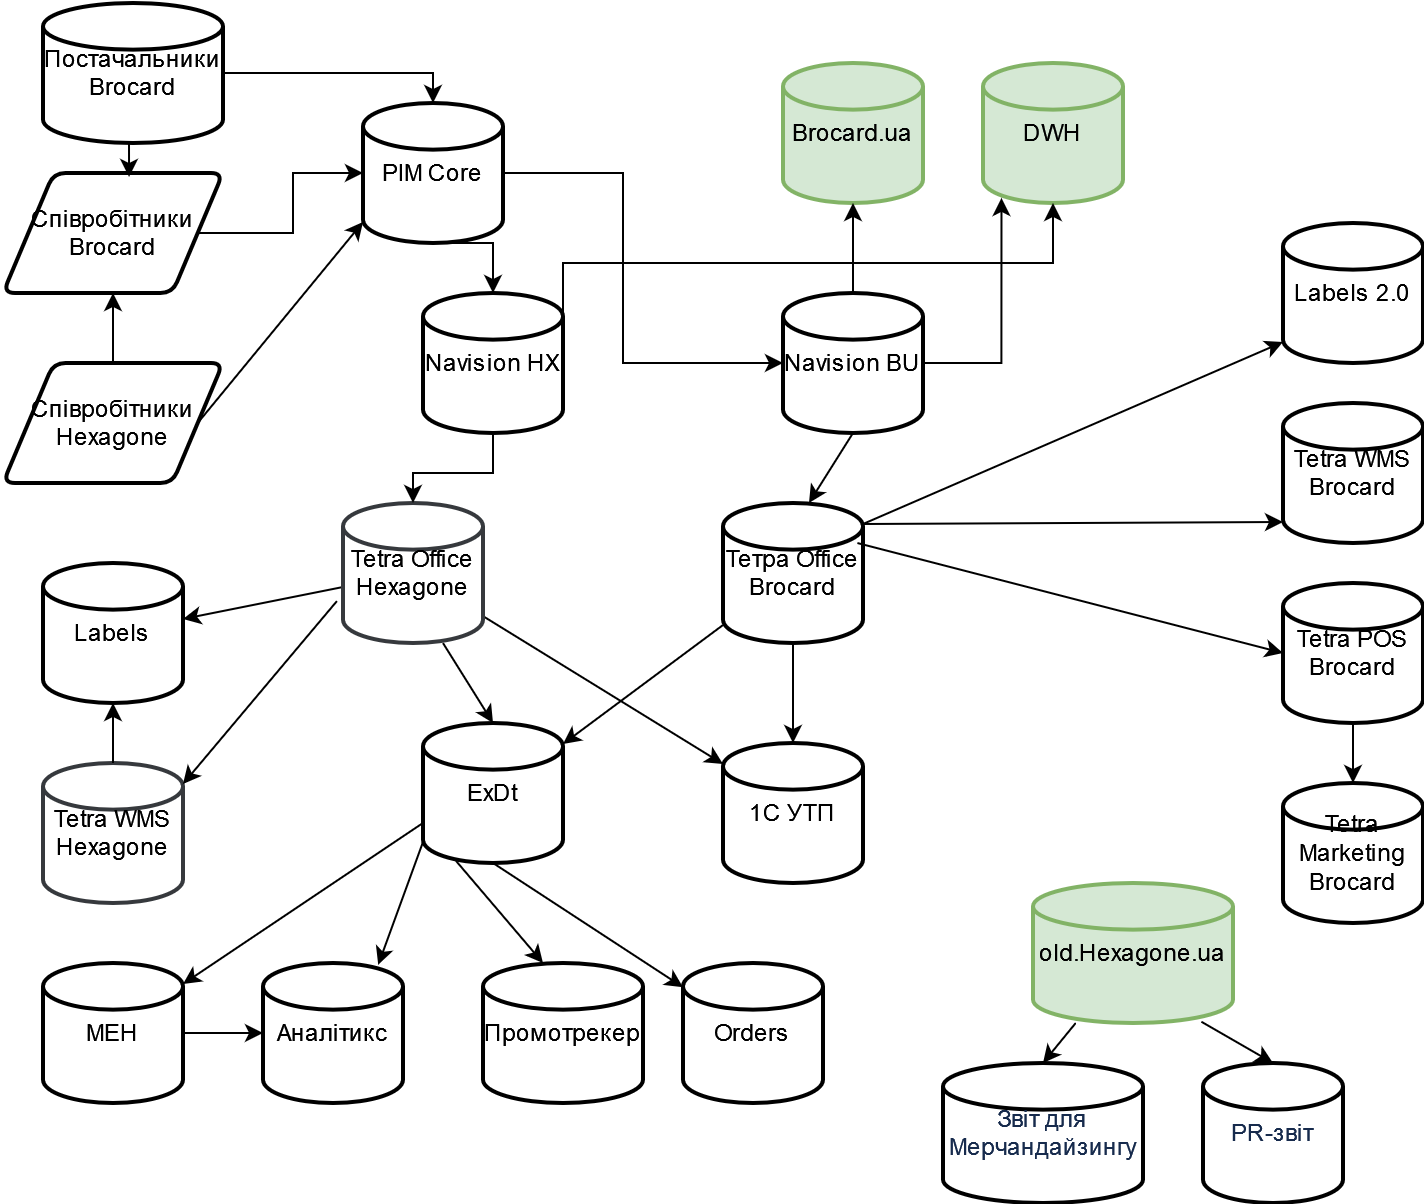 Постачальники
Brocard
PIM Core
Brocard.ua
DWH
Співробітники
Brocard
Labels 2.0
Navision HX
Navision BU
Співробітники
Hexagone
Tetra WMS
Brocard
Tetra Office
Hexagone
Тетра Office
Brocard
Labels
Tetra POS
Brocard
ExDt
1С УТП
Tetra WMS
Hexagone
Tetra
Marketing
Brocard
old.Hexagone.ua
МЕН
Аналітикс
Промотрекер
Orders
Звіт для
Мерчандайзингу
PR-звіт